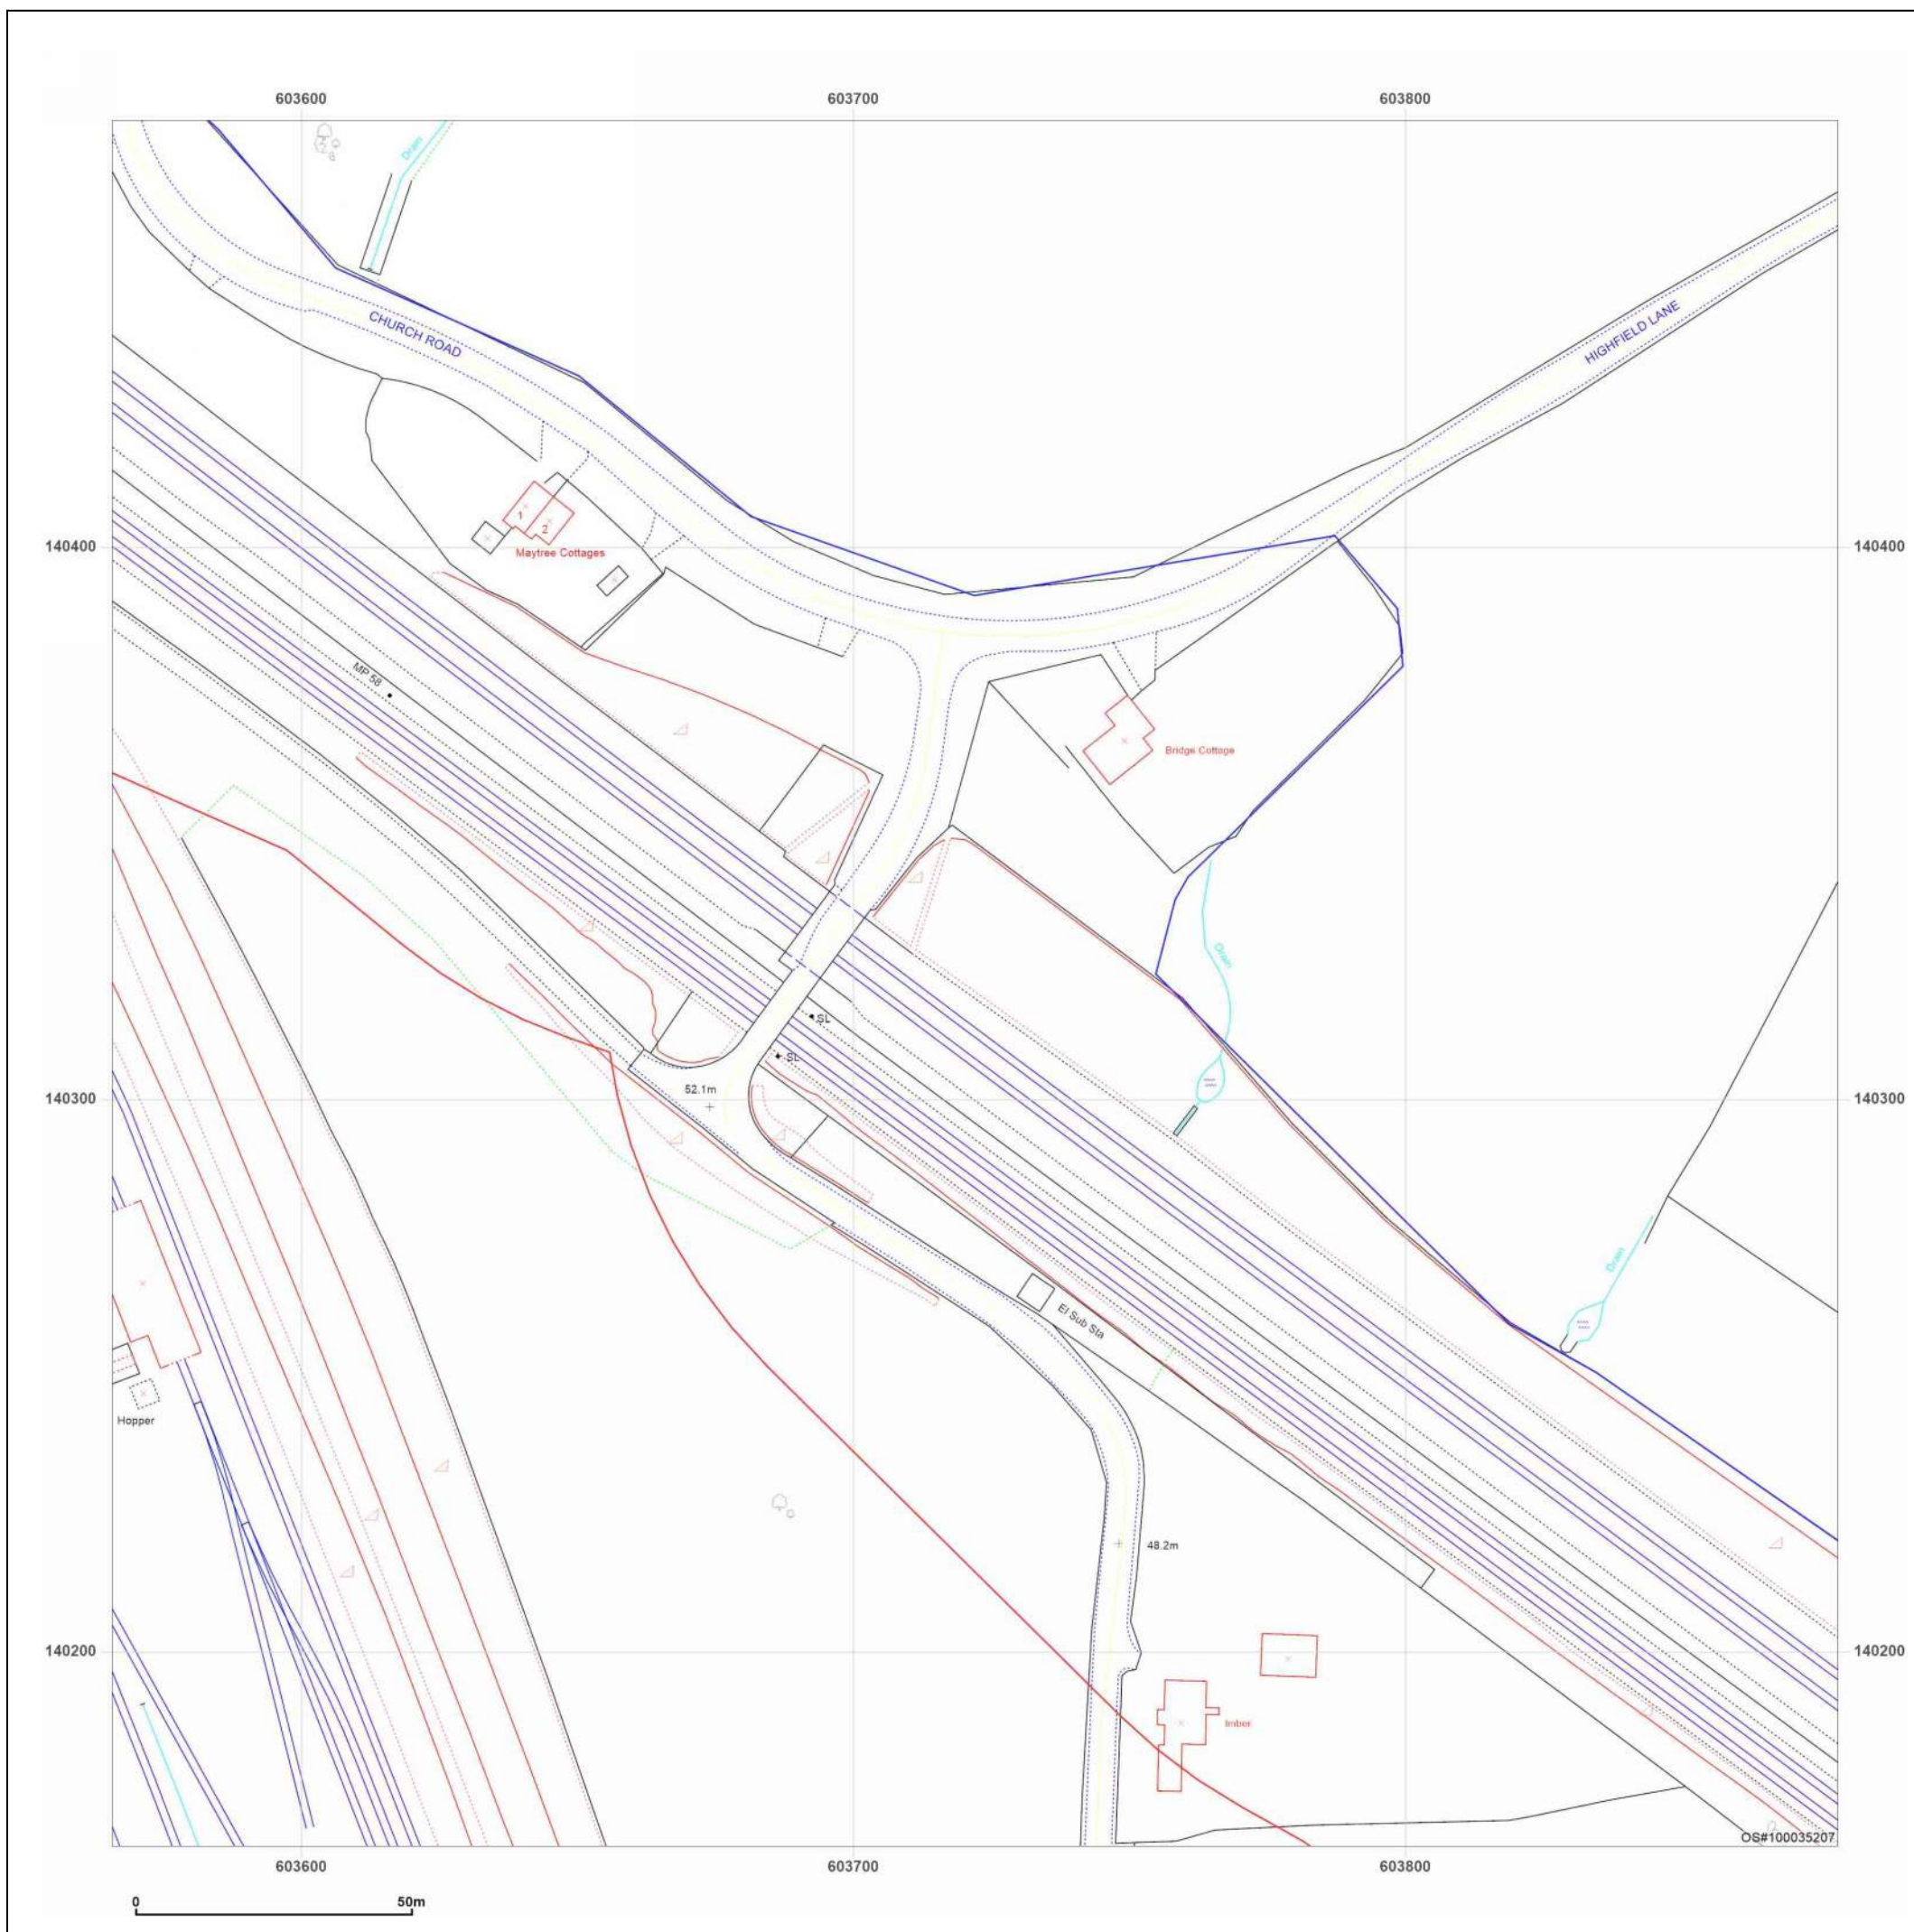 603600 603700 603800
Drain
CHURCH ROAD
HIGHFIELD LANE
140400 140400
1
2
Maytree Cottages
MP 58
Bridge Cottage
Drain
SL
SL
52.1m
140300 140300
Drain
El Sub Sta
Hopper
48.2m
140200 140200
Imber
OS#100035207
603600 603700 603800
0 50m